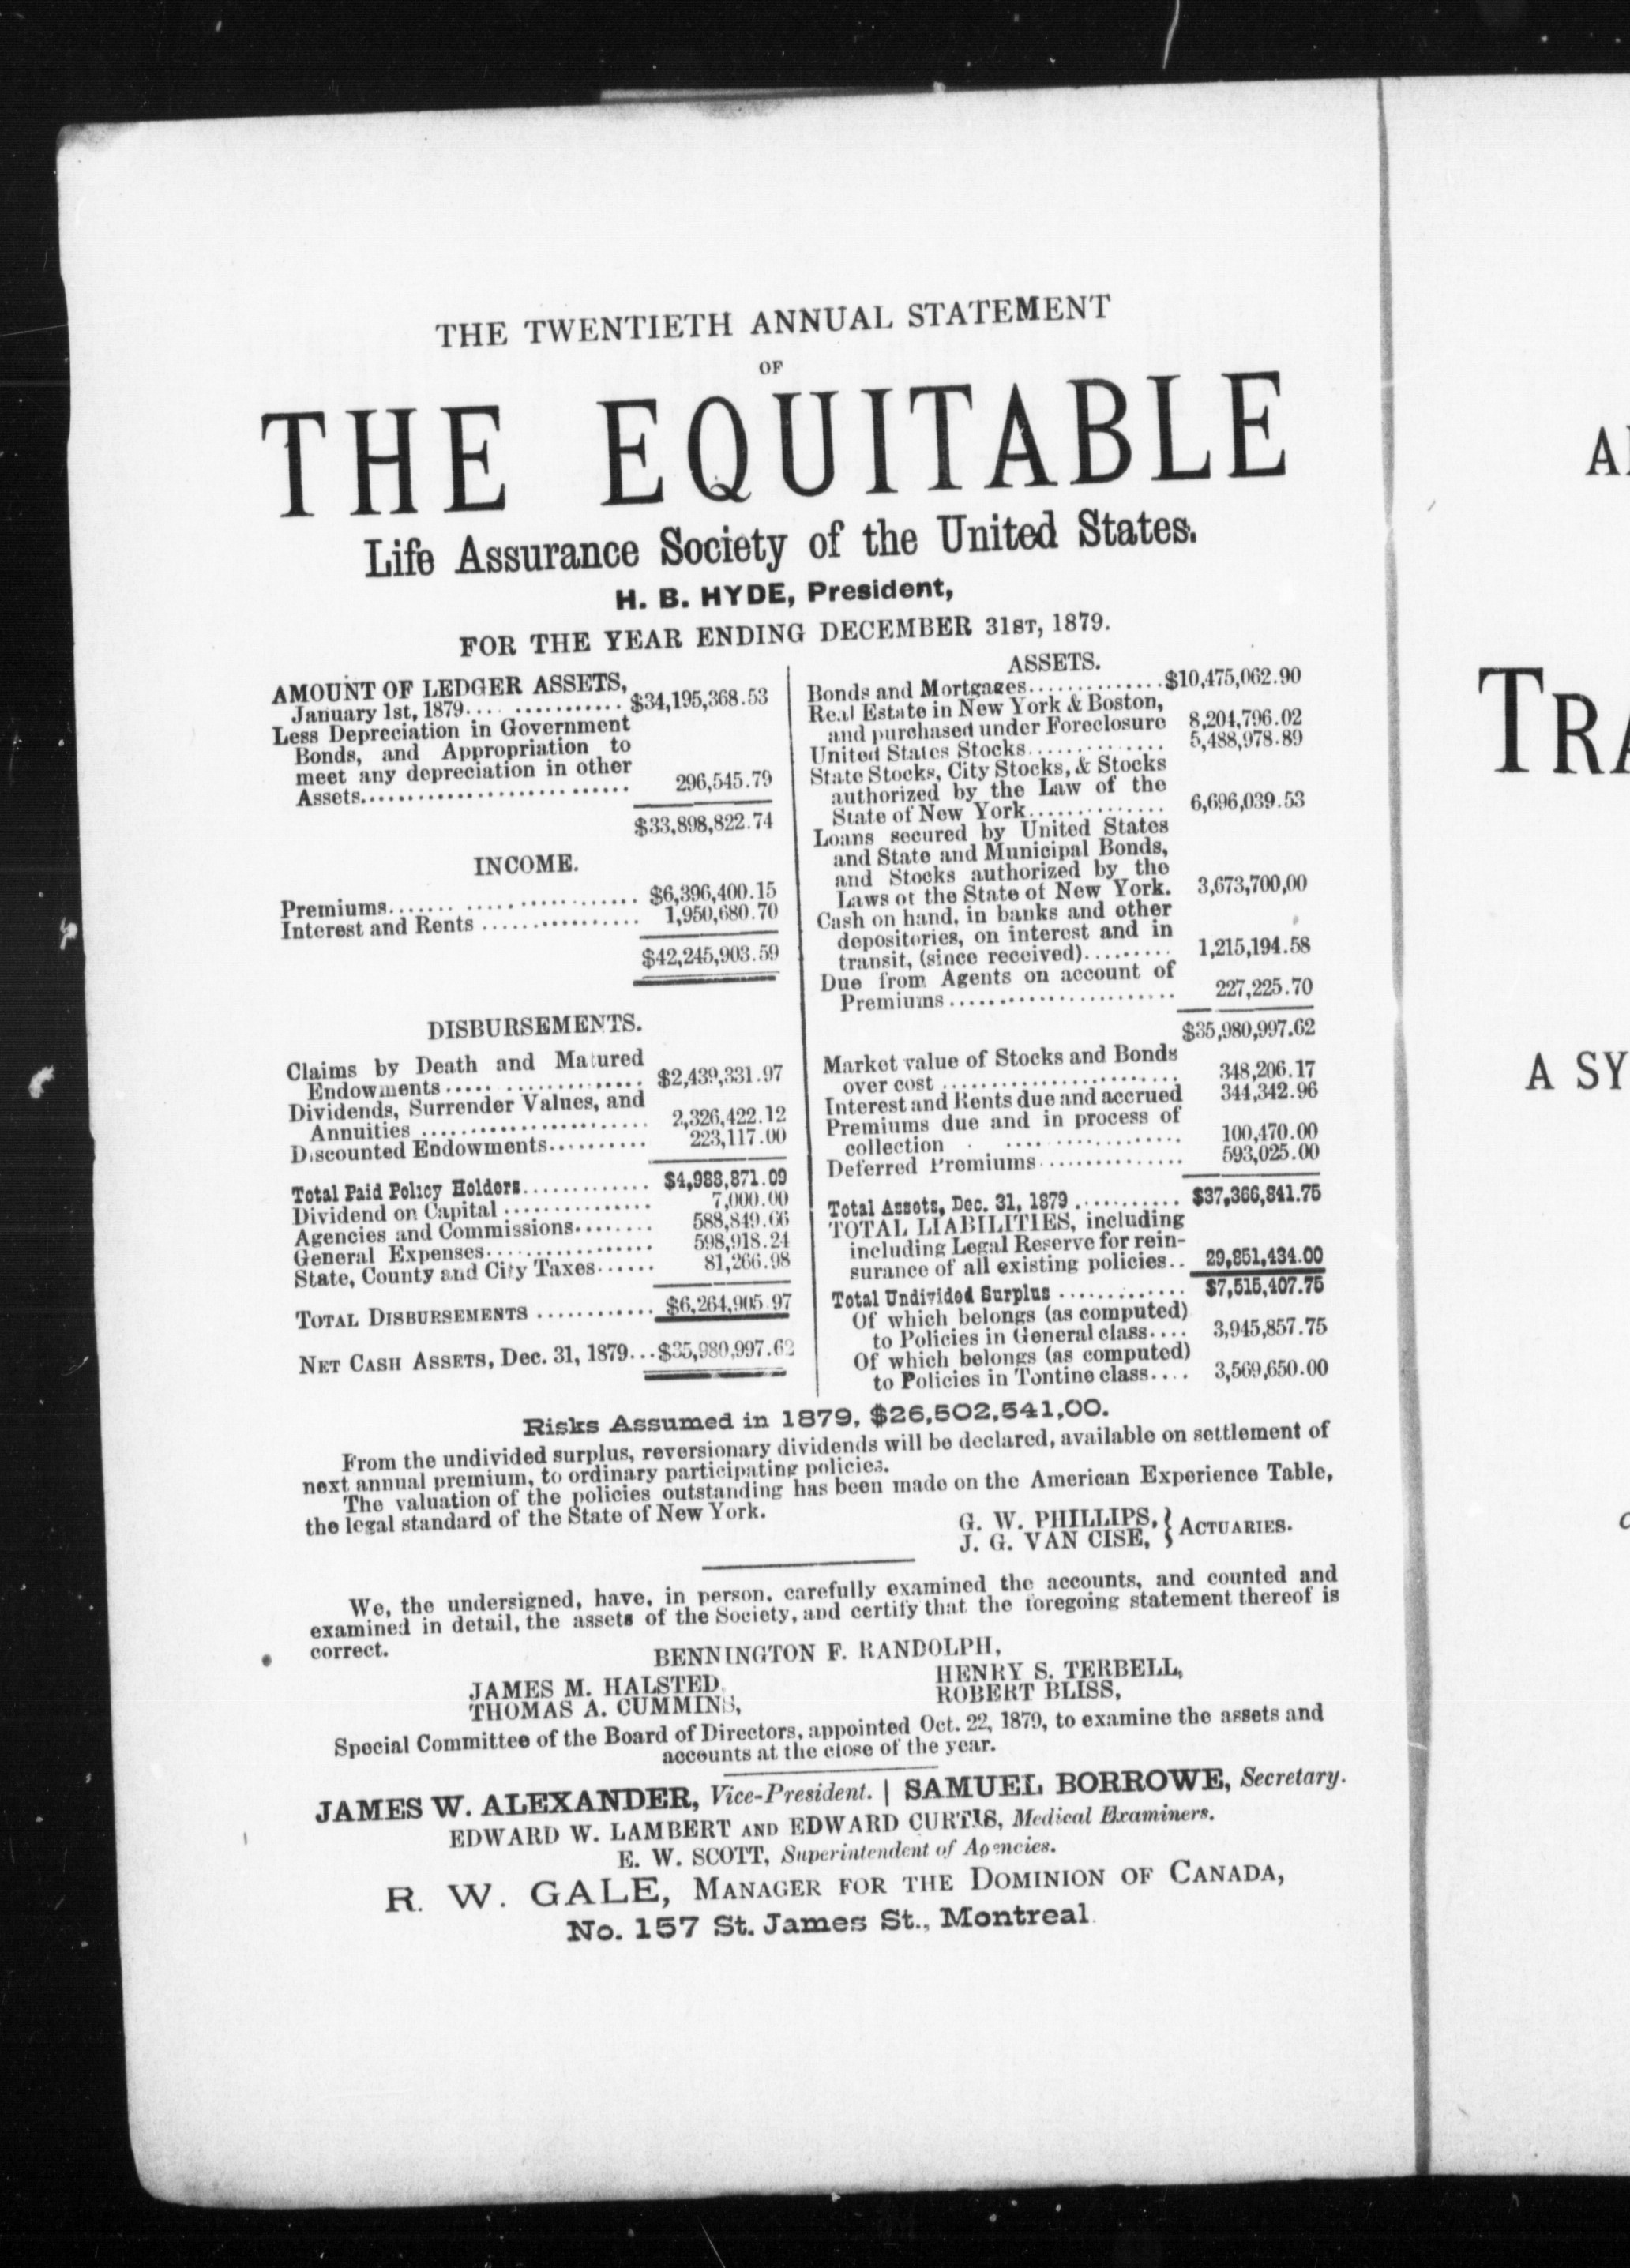 THE TWENTIETH ANNUAL STATEMENT
OF
THE EQUITABLE
Life Assurance Society of the United States.
H. B. HYDE, President,
FOR THE YEAR ENDING DECEMBER 31ST, 1879.
AMOUNT OF LEDGER ASSETS,
January 1st, 1879.... ........... $34,195,368.53
Less Depreciation in Government
Bonds, and Appropriation to
meet any depreciation in other
Assets........................... 296,545.79
$33,898,822.74
INCOME.
Premiums....... ................. $6,396,400.15
Interest and Rents ................ 1,950,680.70
$42,245,903.59
DISBURSEMENTS.
Claims by Death and Matured
Endowments..... .............. $2,439,331.97
Dividends, Surrender Values, and
Annuities ....................... 2,326,422.12
Discounted Endowments.......... 223,117.00
Total Paid Policy Holders............. $4,988,871.09
Dividend on Capital ............... 7,000.00
Agencies and Commissions........ 588,849.66
General Expenses................. 598,918.24
State, County and City Taxes...... 81,266.98
TOTAL DISBURSEMENTS ............ $6,264,905.97
NET CASH ASSETS, Dec. 31, 1879...$35,980,997.62
ASSETS.
Bonds and Mortgages..............$10,475,062.90
Real Estate in New York & Boston,
and purchased under Foreclosure 8,204,796.02
United States Stocks.............. 5,488,978.89
State Stocks, City Stocks, & Stocks
authorized by the Law of the
State of New York.............. 6,696,039.53
Loans secured by United States
and State and Municipal Bonds,
and Stocks authorized by the
Laws of the State of New York. 3,673,700,00
Cash on hand, in banks and other
depositories, on interest and in
transit, (since received)......... 1,215,194.58
Due from Agents on account of
Premiums....................... 227,225.70
$35,980,997.62
Market value of Stocks and Bonds
over cost ........................ 348,206.17
Interest and Rents due and accrued 344,342.96
Premiums due and in process of
collection . .... .............. 100,470.00
Deferred Premiums............... 593,025.00
Total Assets, Dec. 31, 1879........... $37,366,841.75
TOTAL LIABILITIES, including
including Legal Reserve for rein-
surance of all existing policies.. 29,851,434.00
Total Undivided Surplus ............. $7,515,407.75
Of which belongs (as computed)
to Policies in General class.... 3,945,857.75
Of which belongs (as computed)
to Policies in Tontine class.... 3,569,650.00
Risks Assumed in 1879, $26,502,541,00.
From the undivided surplus, reversionary dividends will be declared, available on settlement of
next annual premium, to ordinary participating policies.
The valuation of the policies outstanding has been made on the American Experience Table,
the legal standard of the State of New York.
G. W. PHILLIPS,
J. G. VAN CISE, } ACTUARIES.
We, the undersigned, have, in person, carefully examined the accounts, and counted and
examined in detail, the assets of the Society, and certify that the foregoing statement thereof is
correct.
BENNINGTON F. RANDOLPH,
JAMES M. HALSTED, HENRY S. TERBELL,
THOMAS A. CUMMINS, ROBERT BLISS,
Special Committee of the Board of Directors, appointed Oct. 22, 1879, to examine the assets and
accounts at the close of the year.
JAMES W. ALEXANDER, Vice-President. | SAMUEL BORROWE, Secretary.
EDWARD W. LAMBERT AND EDWARD CURTIS, Medical Examiners.
E. W. SCOTT, Superintendent of Agencies.
R. W. GALE, MANAGER FOR THE DOMINION OF CANADA,
No. 157 St. James St., Montreal.
TRA
A SY